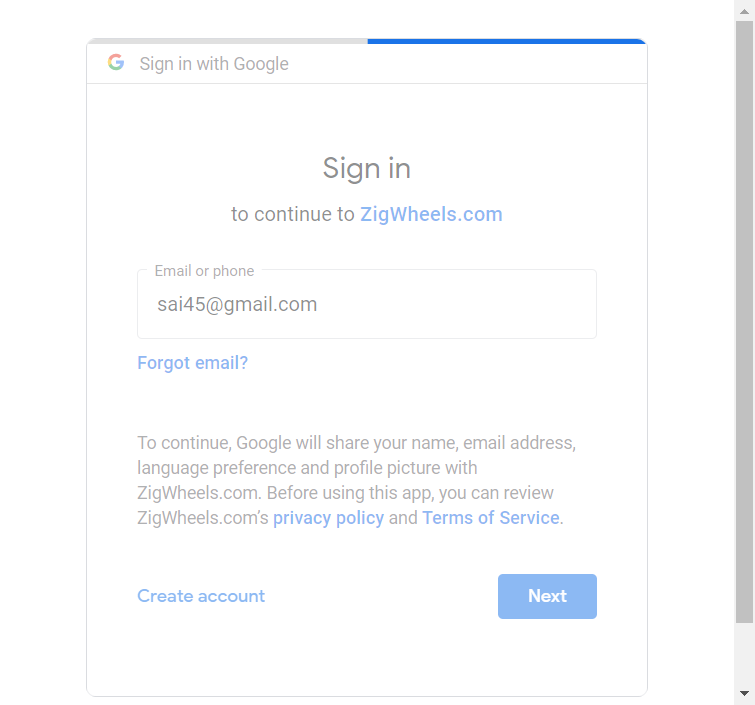 Sign in with Google
Sign in
to continue to ZigWheels.com
Email or phone
sai45@gmail.com
Forgot email?
To continue, Google will share your name, email address,
language preference and profile picture with
ZigWheels.com. Before using this app, you can review
ZigWheels.com’s privacy policy and Terms of Service.
Create account
Next